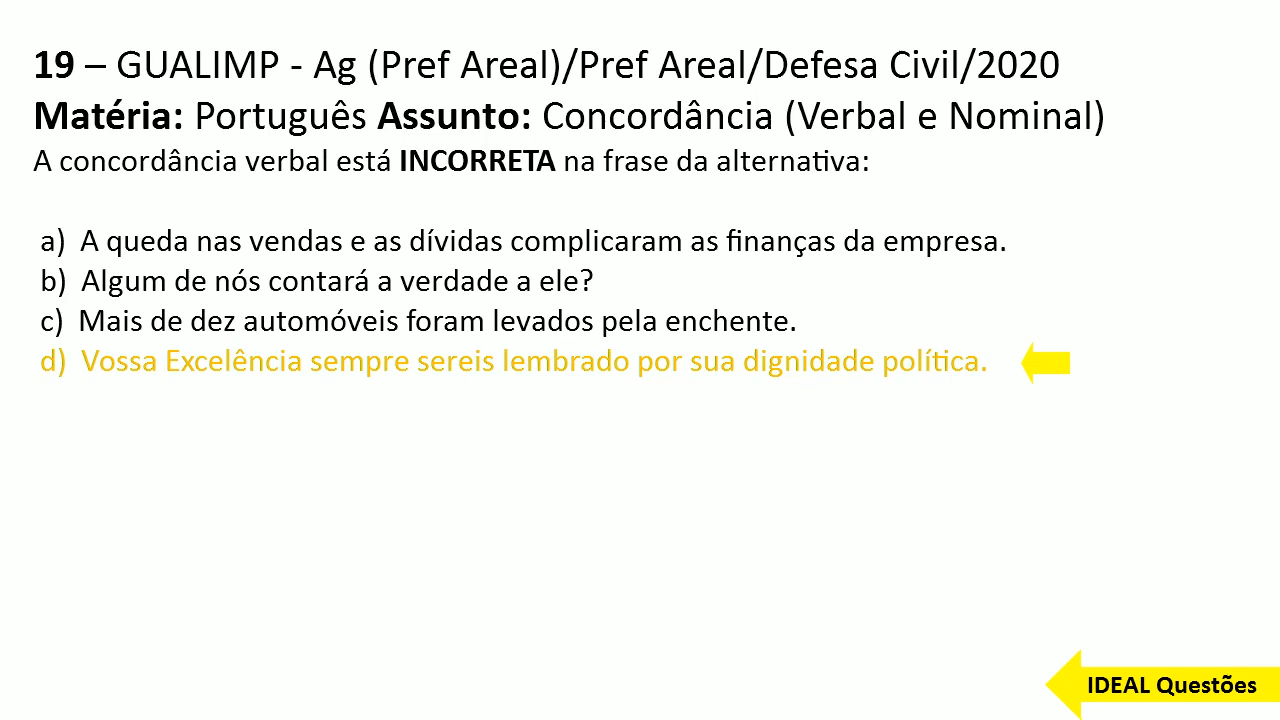 19 – GUALIMP - Ag (Pref Areal)/Pref Areal/Defesa Civil/2020
Matéria: Português Assunto: Concordância (Verbal e Nominal)
A concordância verbal está INCORRETA na frase da alternativa:
a) A queda nas vendas e as dívidas complicaram as finanças da empresa.
b) Algum de nós contará a verdade a ele?
c) Mais de dez automóveis foram levados pela enchente.
d) Vossa Excelência sempre sereis lembrado por sua dignidade política.
IDEAL Questões